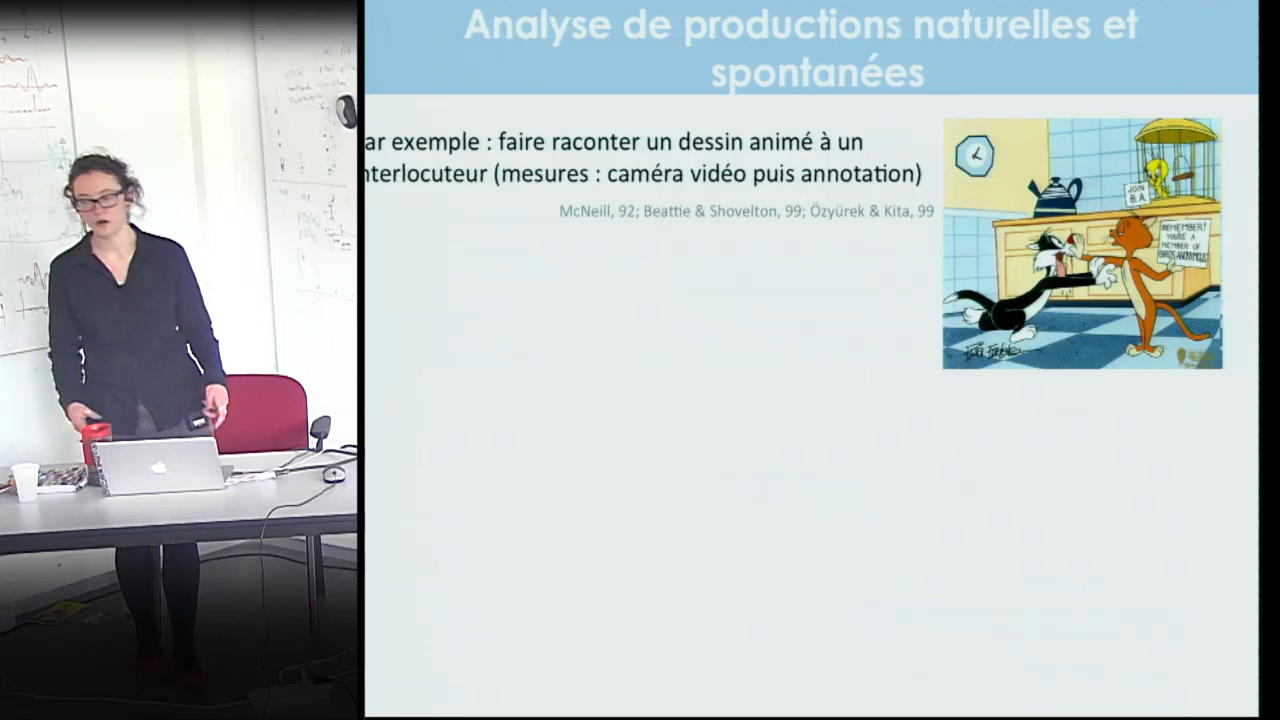 Analyse de productions naturelles et
spontanées
ar exemple : faire raconter un dessin animé à un
nterlocuteur (mesures : caméra vidéo puis annotation)
McNeill, 92; Beattie & Shovelton, 99; Özyürek & Kita, 99
JOIN
B.A.
REMEMBER!
YOU'RE A
MEMBER OF
BIRDS ANONYMOUS